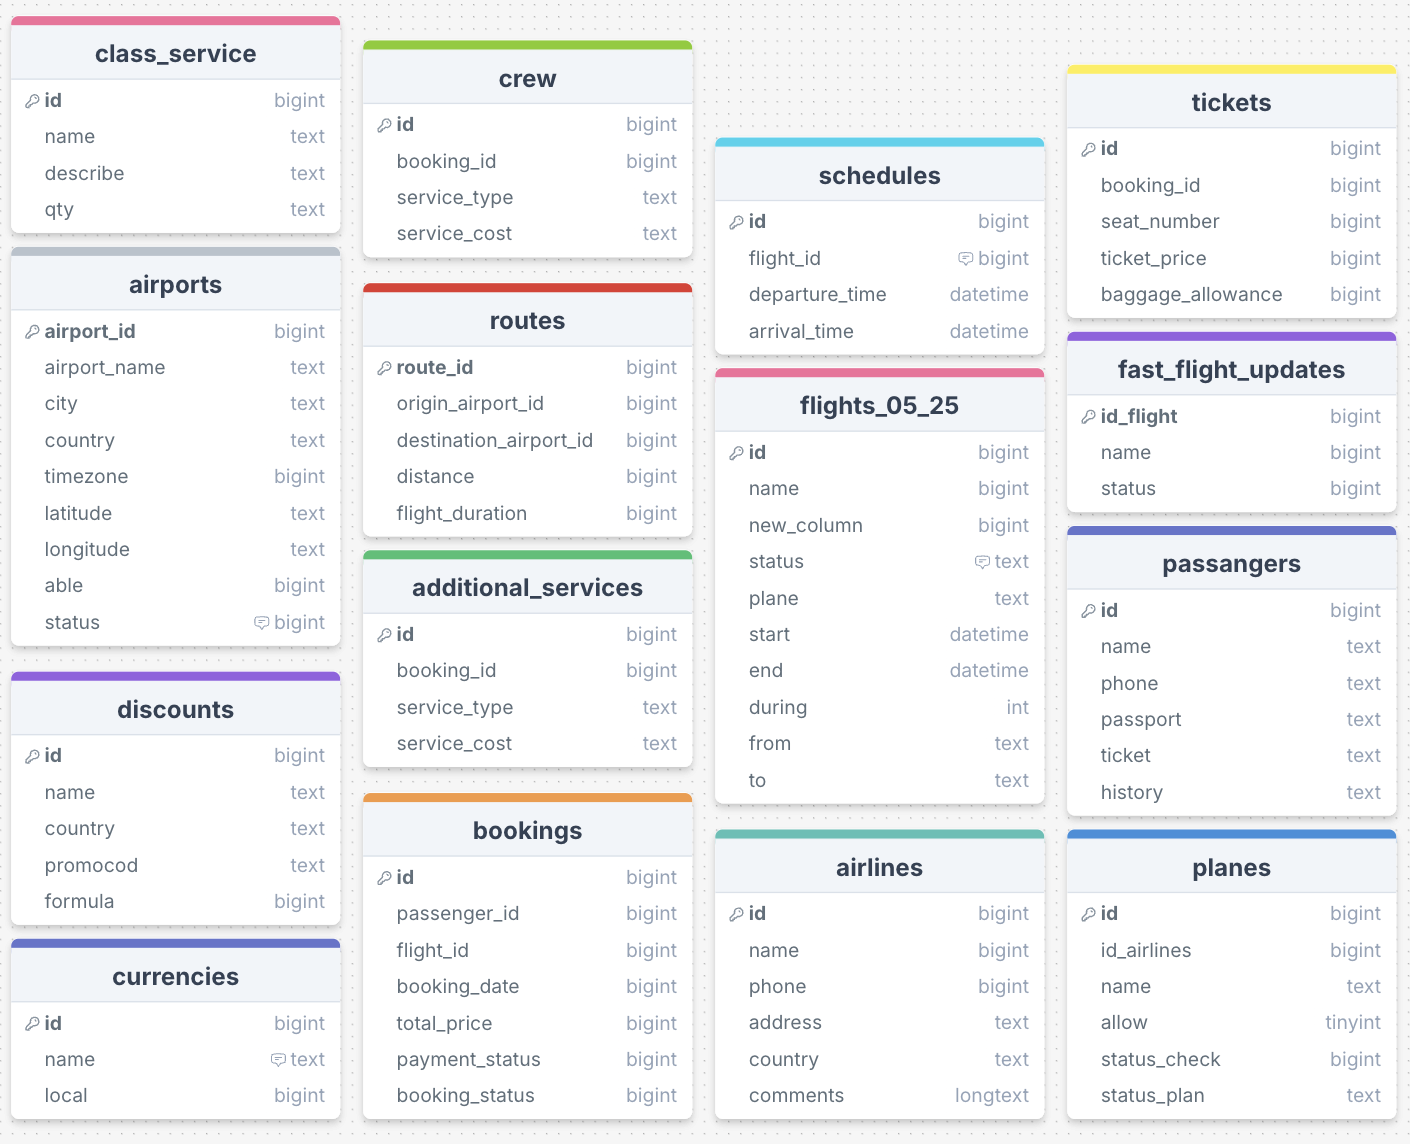 class_service
id bigint
name text
describe text
qty text
airports
airport_id bigint
airport_name text
city text
country text
timezone bigint
latitude text
longitude text
able bigint
status bigint
discounts
id bigint
name text
country text
promocod text
formula bigint
currencies
id bigint
name text
local bigint
crew
id bigint
booking_id bigint
service_type text
service_cost text
routes
route_id bigint
origin_airport_id bigint
destination_airport_id bigint
distance bigint
flight_duration bigint
additional_services
id bigint
booking_id bigint
service_type text
service_cost text
bookings
id bigint
passenger_id bigint
flight_id bigint
booking_date bigint
total_price bigint
payment_status bigint
booking_status bigint
schedules
id bigint
flight_id bigint
departure_time datetime
arrival_time datetime
flights_05_25
id bigint
name bigint
new_column bigint
status text
plane text
start datetime
end datetime
during int
from text
to text
airlines
id bigint
name bigint
phone bigint
address text
country text
comments longtext
tickets
id bigint
booking_id bigint
seat_number bigint
ticket_price bigint
baggage_allowance bigint
fast_flight_updates
id_flight bigint
name bigint
status bigint
passangers
id bigint
name text
phone text
passport text
ticket text
history text
planes
id bigint
id_airlines bigint
name text
allow tinyint
status_check bigint
status_plan text